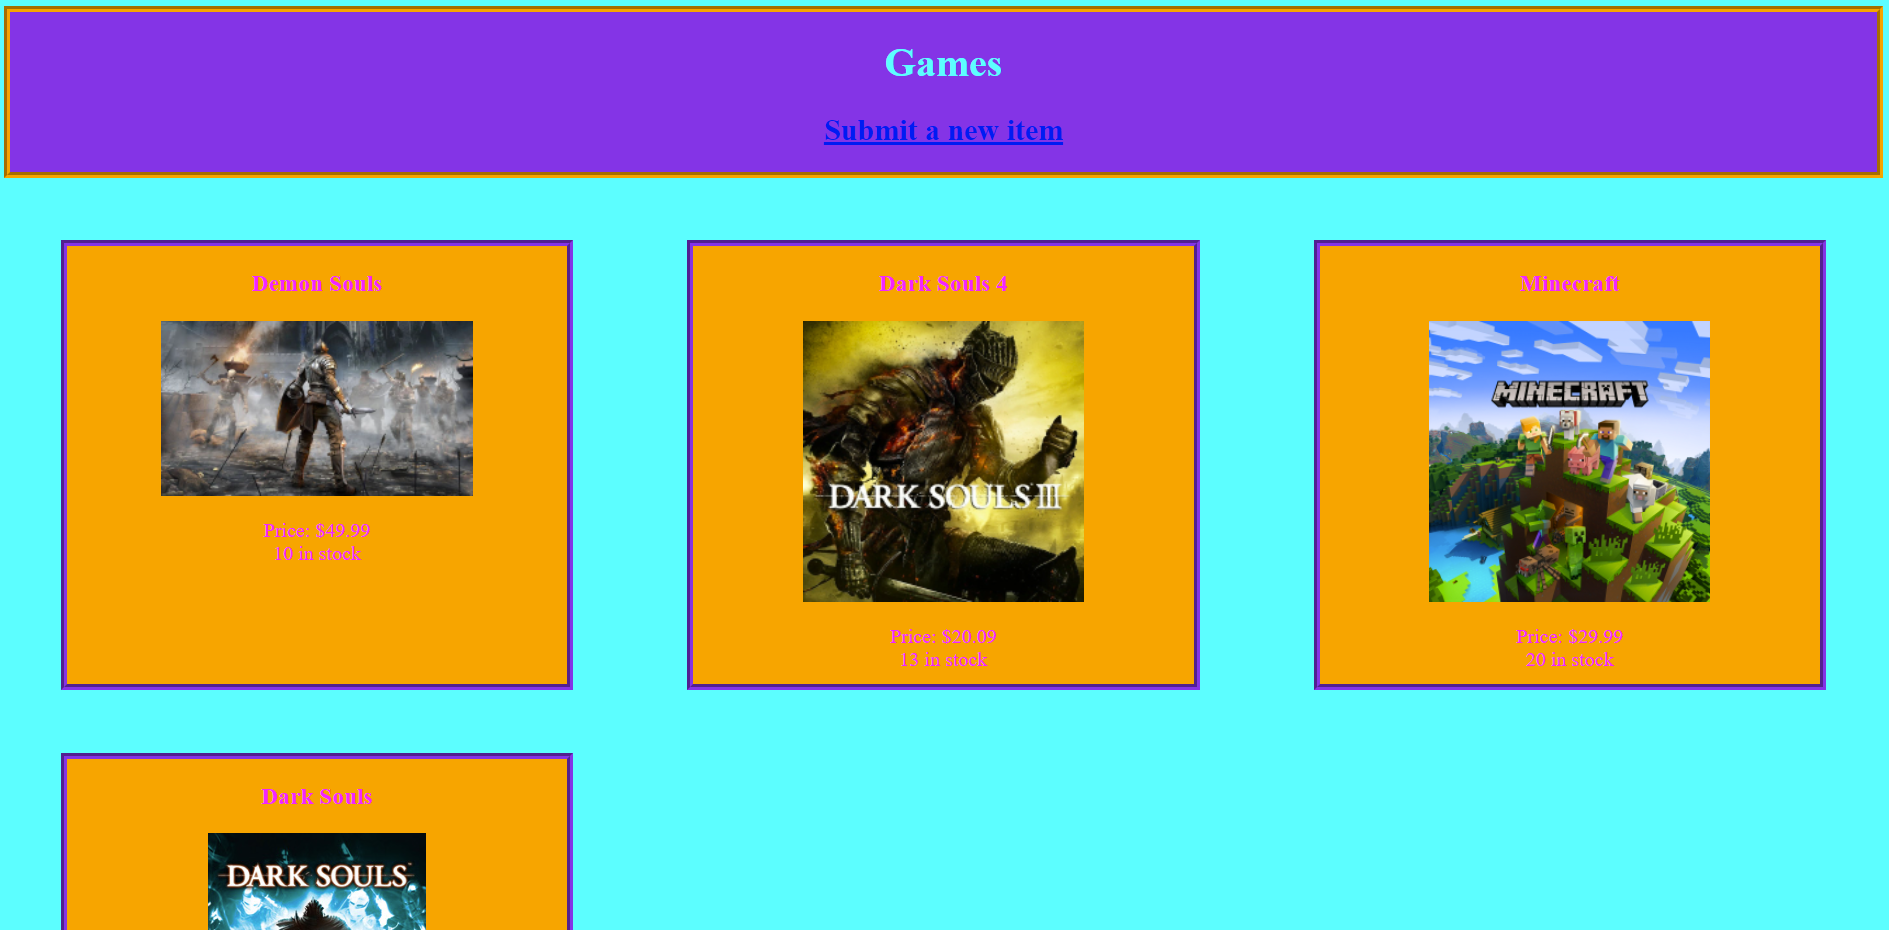 Games
Submit a new item
Demon Souls
Price: $49.99
10 in stock
Dark Souls 4
DARK SOULS III
Price: $20.09
13 in stock
Minecraft
MINECRAFT
Price: $29.99
20 in stock
Dark Souls
DARK SOULS